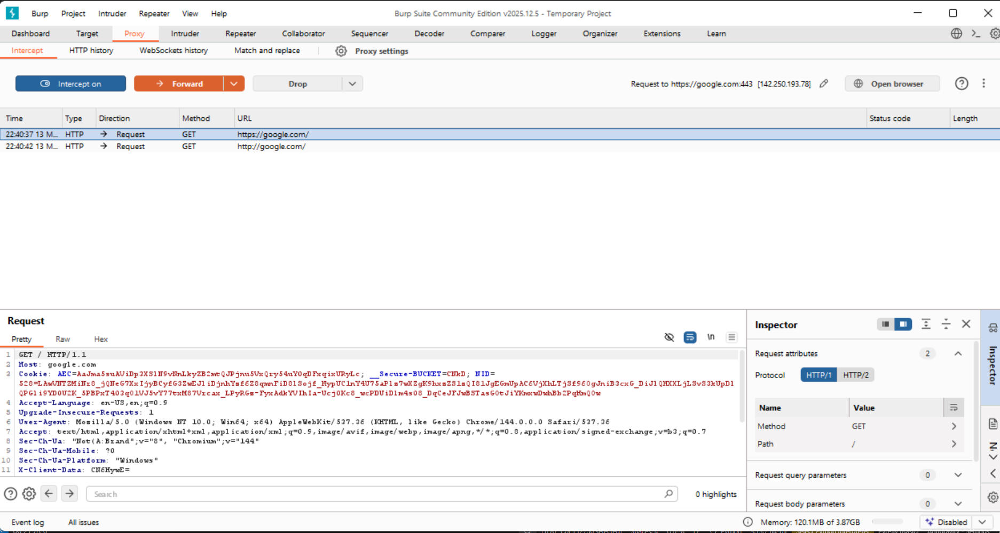 Burp Project Intruder Repeater View Help Burp Suite Community Edition v2025.12.5 - Temporary Project
Dashboard Target Proxy Intruder Repeater Collaborator Sequencer Decoder Comparer Logger Organizer Extensions Learn
Intercept HTTP history WebSockets history Match and replace Proxy settings
Intercept on Forward Drop Request to https://google.com:443 [142.250.193.78] Open browser
Time Type Direction Method URL Status code Length
22:40:37 13 M... HTTP → Request GET https://google.com/
22:40:42 13 M... HTTP → Request GET http://google.com/
Request
Pretty Raw Hex \n
1 GET / HTTP/1.1
2 Host: google.com
3 Cookie: AEC= __Secure-BUCKET=CNkD; NID=
4 Accept-Language: en-US,en;q=0.9
5 Upgrade-Insecure-Requests: 1
6 User-Agent: Mozilla/5.0 (Windows NT 10.0; Win64; x64) AppleWebKit/537.36 (KHTML, like Gecko) Chrome/144.0.0.0 Safari/537.36
7 Accept: text/html,application/xhtml+xml,application/xml;q=0.9,image/avif,image/webp,image/apng,*/*;q=0.8,application/signed-exchange;v=b3;q=0.7
8 Sec-Ch-Ua: "Not(A:Brand";v="8", "Chromium";v="144"
9 Sec-Ch-Ua-Mobile: ?0
10 Sec-Ch-Ua-Platform: "Windows"
11 X-Client-Data: CN6HywE=
Search 0 highlights
Inspector
Request attributes 2
Protocol HTTP/1 HTTP/2
Name Value
Method GET
Path /
Request query parameters 0
Request body parameters 0
Inspector
Event log All issues Memory: 120.1MB of 3.87GB Disabled